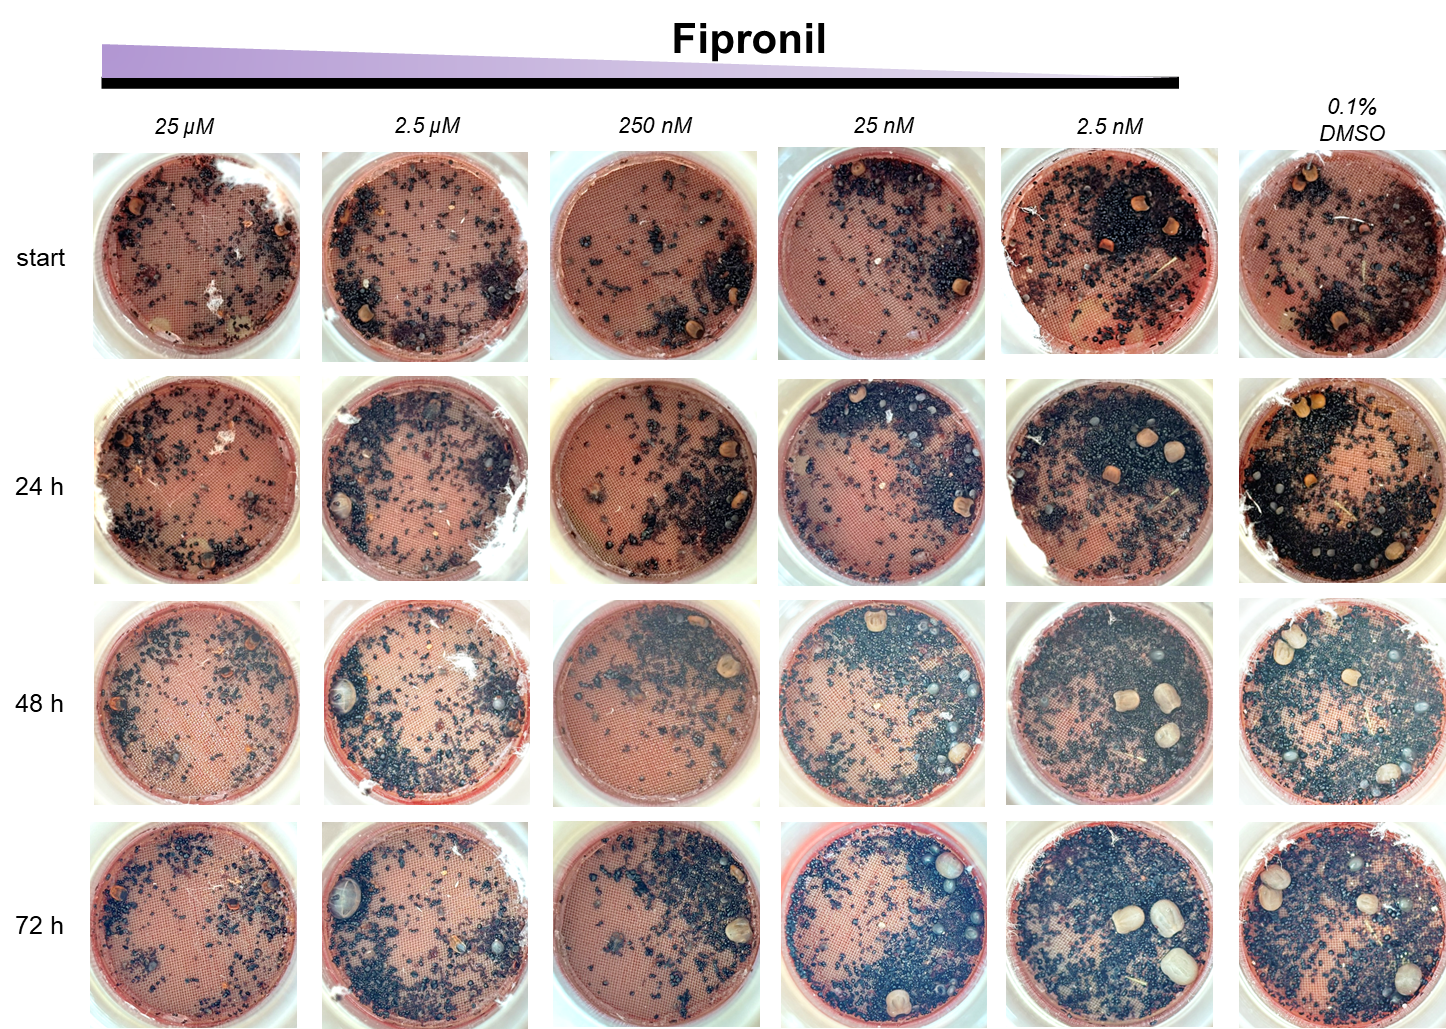 Fipronil
25 µM
2.5 µM
250 nM
25 nM
2.5 nM
0.1%
DMSO
start
24 h
48 h
72 h